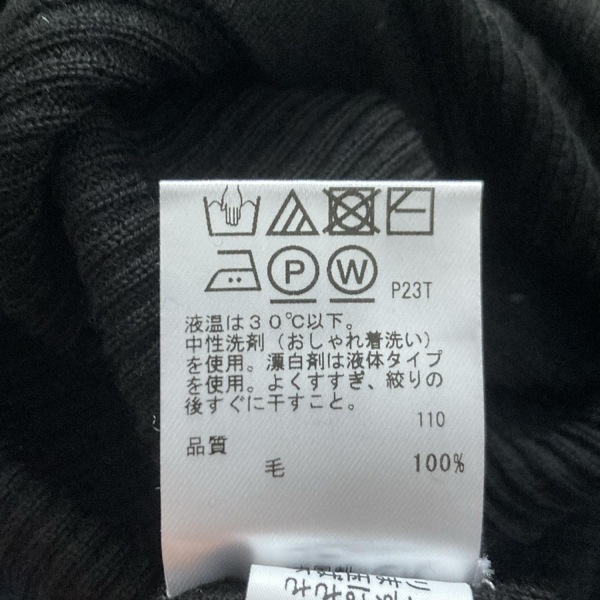 P W P23T
液温は30℃以下。
中性洗剤（おしゃれ着洗い）
を使用。漂白剤は液体タイプ
を使用。よくすすぎ、絞りの
後すぐに干すこと。
110
品質
毛 100%